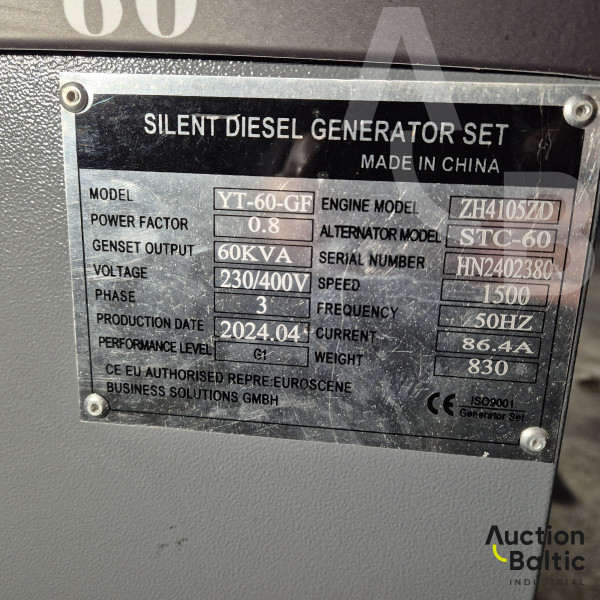 60
SILENT DIESEL GENERATOR SET
MADE IN CHINA
MODEL YT-60-GF
POWER FACTOR 0.8
GENSET OUTPUT 60KVA
VOLTAGE 230/400V
PHASE 3
PRODUCTION DATE 2024.04
PERFORMANCE LEVEL G1
ENGINE MODEL ZH4105ZD
ALTERNATOR MODEL STC-60
SERIAL NUMBER HN2402380
SPEED 1500
FREQUENCY 50HZ
CURRENT 86.4A
WEIGHT 830
CE EU AUTHORISED REPRE:EUROSCENE
BUSINESS SOLUTIONS GMBH
CE ISO9001
Generator Set
Auction
Baltic
INDUSTRIAL